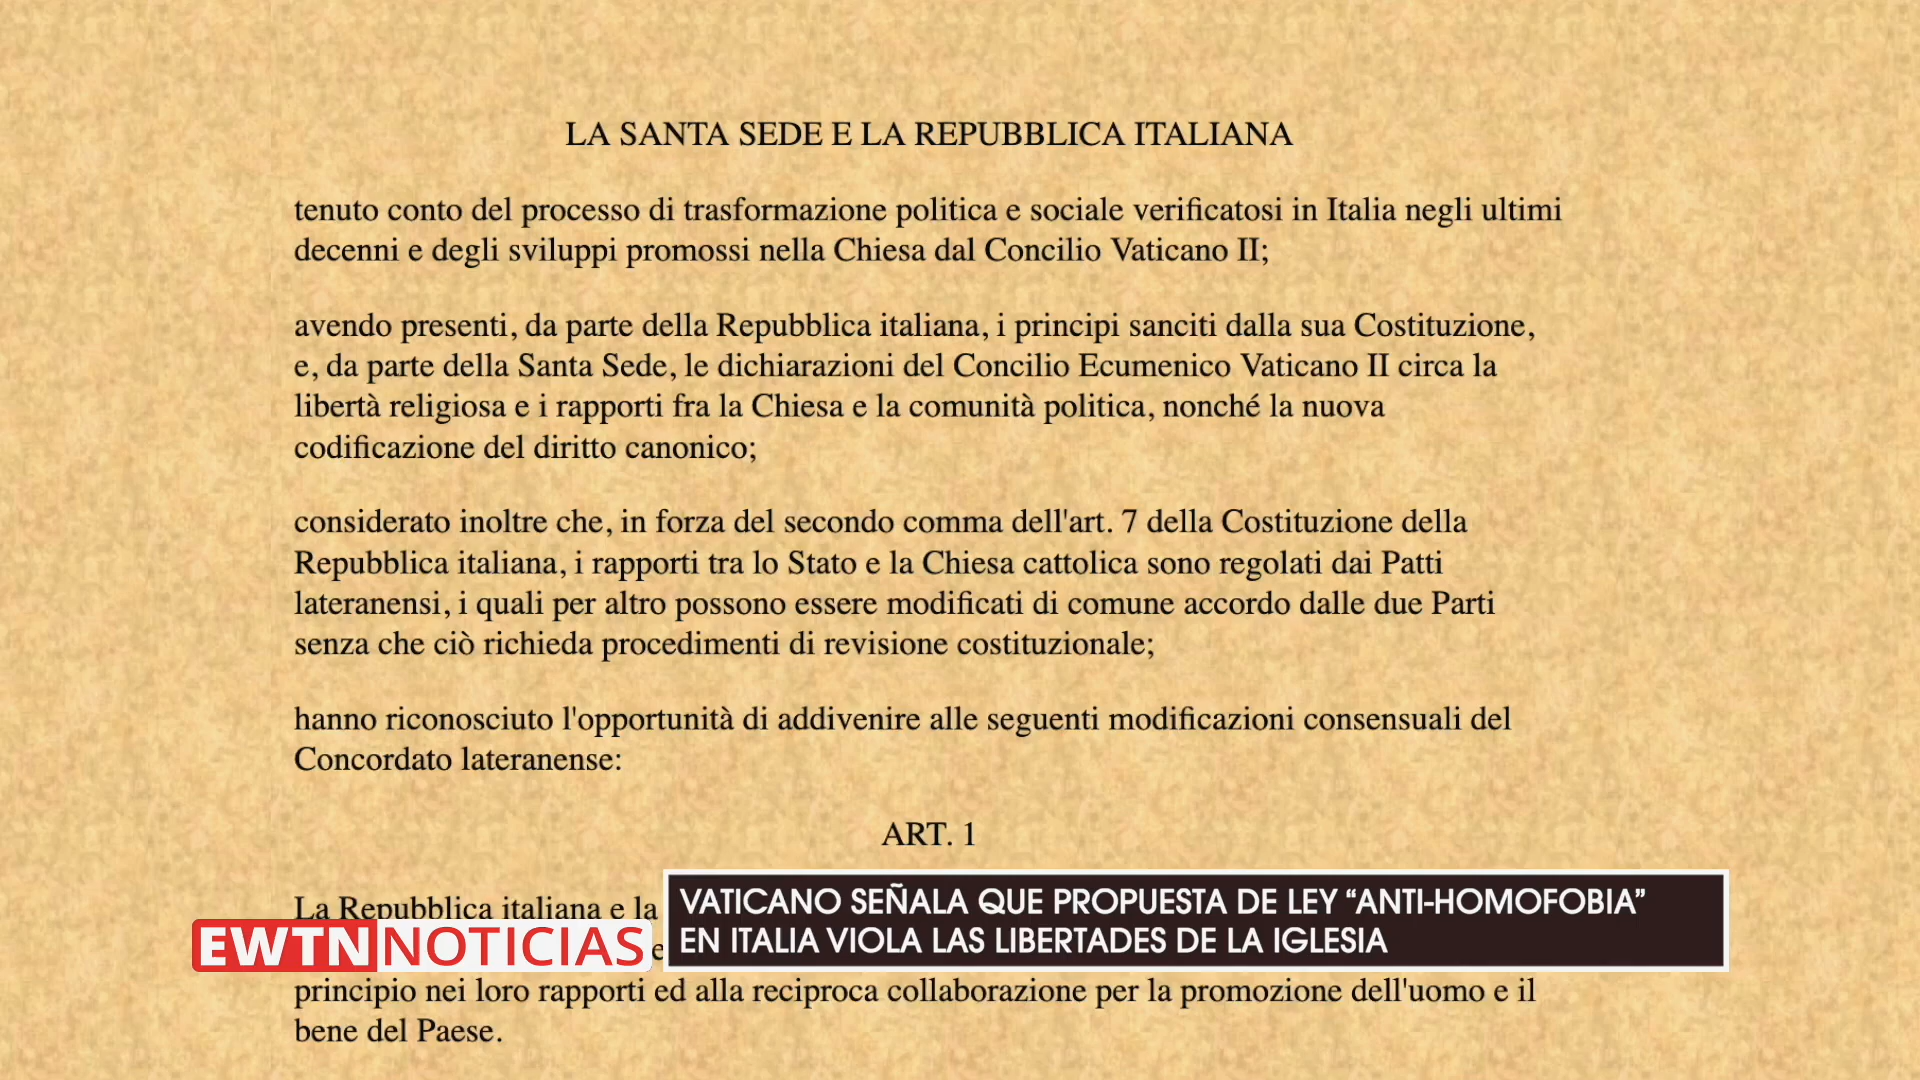 LA SANTA SEDE E LA REPUBBLICA ITALIANA
tenuto conto del processo di trasformazione politica e sociale verificatosi in Italia negli ultimi
decenni e degli sviluppi promossi nella Chiesa dal Concilio Vaticano II;
avendo presenti, da parte della Repubblica italiana, i principi sanciti dalla sua Costituzione,
e, da parte della Santa Sede, le dichiarazioni del Concilio Ecumenico Vaticano II circa la
libertà religiosa e i rapporti fra la Chiesa e la comunità politica, nonché la nuova
codificazione del diritto canonico;
considerato inoltre che, in forza del secondo comma dell'art. 7 della Costituzione della
Repubblica italiana, i rapporti tra lo Stato e la Chiesa cattolica sono regolati dai Patti
lateranensi, i quali per altro possono essere modificati di comune accordo dalle due Parti
senza che ciò richieda procedimenti di revisione costituzionale;
hanno riconosciuto l'opportunità di addivenire alle seguenti modificazioni consensuali del
Concordato lateranense:
ART. 1
La Repubblica italiana e la
principio nei loro rapporti ed alla reciproca collaborazione per la promozione dell'uomo e il
bene del Paese.
EWTN NOTICIAS
VATICANO SEÑALA QUE PROPUESTA DE LEY “ANTI-HOMOFOBIA”
EN ITALIA VIOLA LAS LIBERTADES DE LA IGLESIA